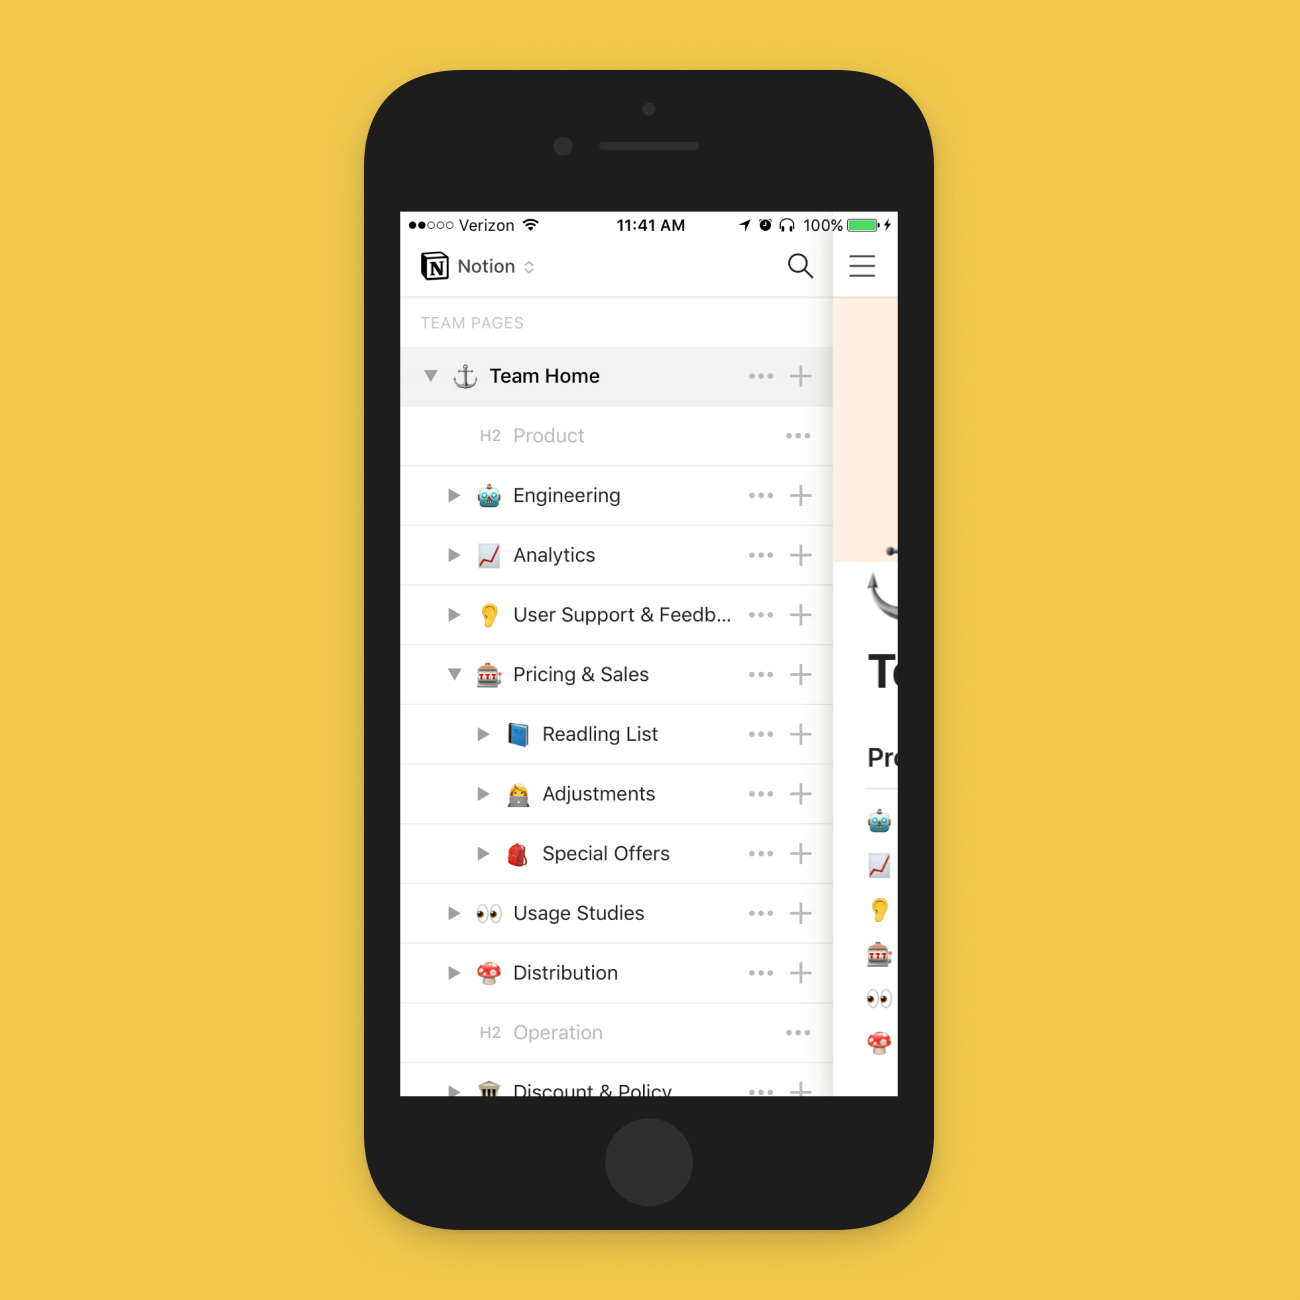 Verizon 11:41 AM 100%
N Notion
TEAM PAGES
Team Home
H2 Product
Engineering
Analytics
User Support & Feedb...
Pricing & Sales
Readling List
Adjustments
Special Offers
Usage Studies
Distribution
H2 Operation
Discount & Policy